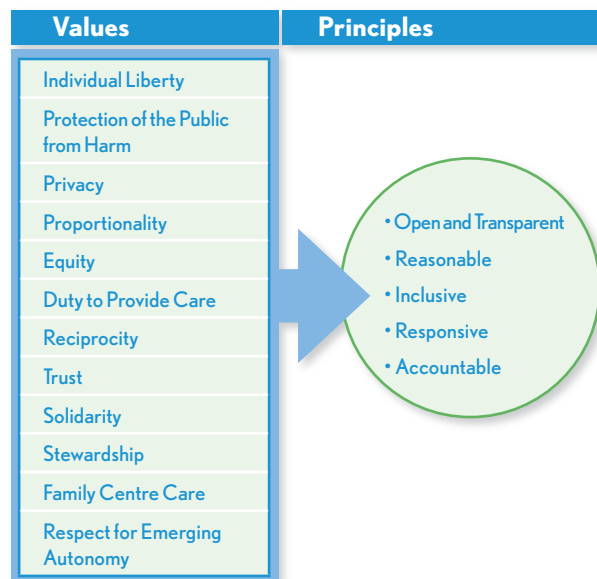 Values
Principles
Individual Liberty
Protection of the Public
from Harm
Privacy
Proportionality
Equity
Duty to Provide Care
Reciprocity
Trust
Solidarity
Stewardship
Family Centre Care
Respect for Emerging
Autonomy
• Open and Transparent
• Reasonable
• Inclusive
• Responsive
• Accountable